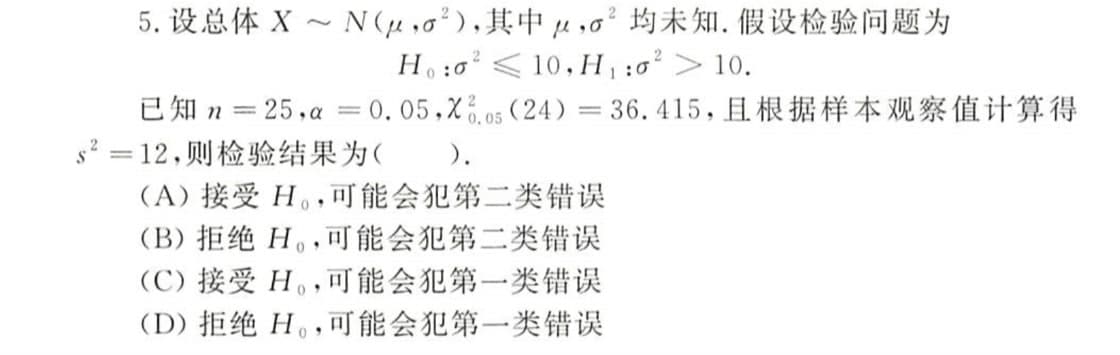 5. 设总体 X ~ N(μ,σ²),其中 μ,σ² 均未知. 假设检验问题为
H₀:σ² ≤ 10,H₁:σ² > 10.
已知 n = 25,α = 0.05,χ²₀.₀₅(24) = 36.415,且根据样本观察值计算得
s² = 12,则检验结果为( ).
(A) 接受 H₀,可能会犯第二类错误
(B) 拒绝 H₀,可能会犯第二类错误
(C) 接受 H₀,可能会犯第一类错误
(D) 拒绝 H₀,可能会犯第一类错误